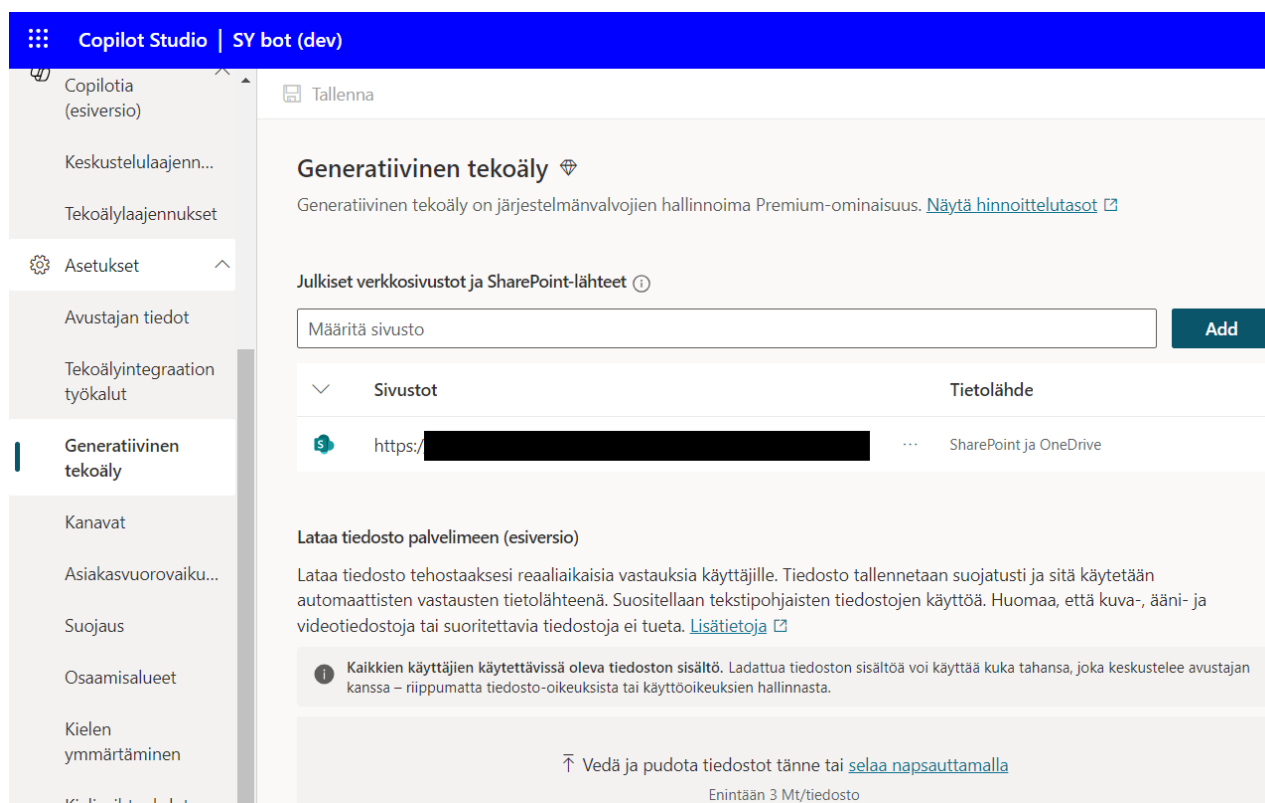 Copilot Studio | SY bot (dev)
Copilotia
(esiversio)
Keskustelulaajenn...
Tekoälylaajennukset
Asetukset
Avustajan tiedot
Tekoälyintegraation
työkalut
Generatiivinen
tekoäly
Kanavat
Asiakasvuorovaiku...
Suojaus
Osaamisalueet
Kielen
ymmärtäminen
Tallenna
Generatiivinen tekoäly
Generatiivinen tekoäly on järjestelmänvalvojien hallinnoima Premium-ominaisuus. Näytä hinnoittelutasot
Julkiset verkkosivustot ja SharePoint-lähteet
Määritä sivusto
Add
Sivustot Tietolähde
https:/ ... SharePoint ja OneDrive
Lataa tiedosto palvelimeen (esiversio)
Lataa tiedosto tehostaaksesi reaaliaikaisia vastauksia käyttäjille. Tiedosto tallennetaan suojatusti ja sitä käytetään
automaattisten vastausten tietolähteenä. Suositellaan tekstipohjaisten tiedostojen käyttöä. Huomaa, että kuva-, ääni- ja
videotiedostoja tai suoritettavia tiedostoja ei tueta. Lisätietoja
Kaikkien käyttäjien käytettävissä oleva tiedoston sisältö. Ladattua tiedoston sisältöä voi käyttää kuka tahansa, joka keskustelee avustajan
kanssa – riippumatta tiedosto-oikeuksista tai käyttöoikeuksien hallinnasta.
Vedä ja pudota tiedostot tänne tai selaa napsauttamalla
Enintään 3 Mt/tiedosto